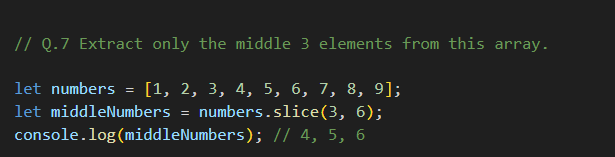 // Q.7 Extract only the middle 3 elements from this array.
let numbers = [1, 2, 3, 4, 5, 6, 7, 8, 9];
let middleNumbers = numbers.slice(3, 6);
console.log(middleNumbers); // 4, 5, 6